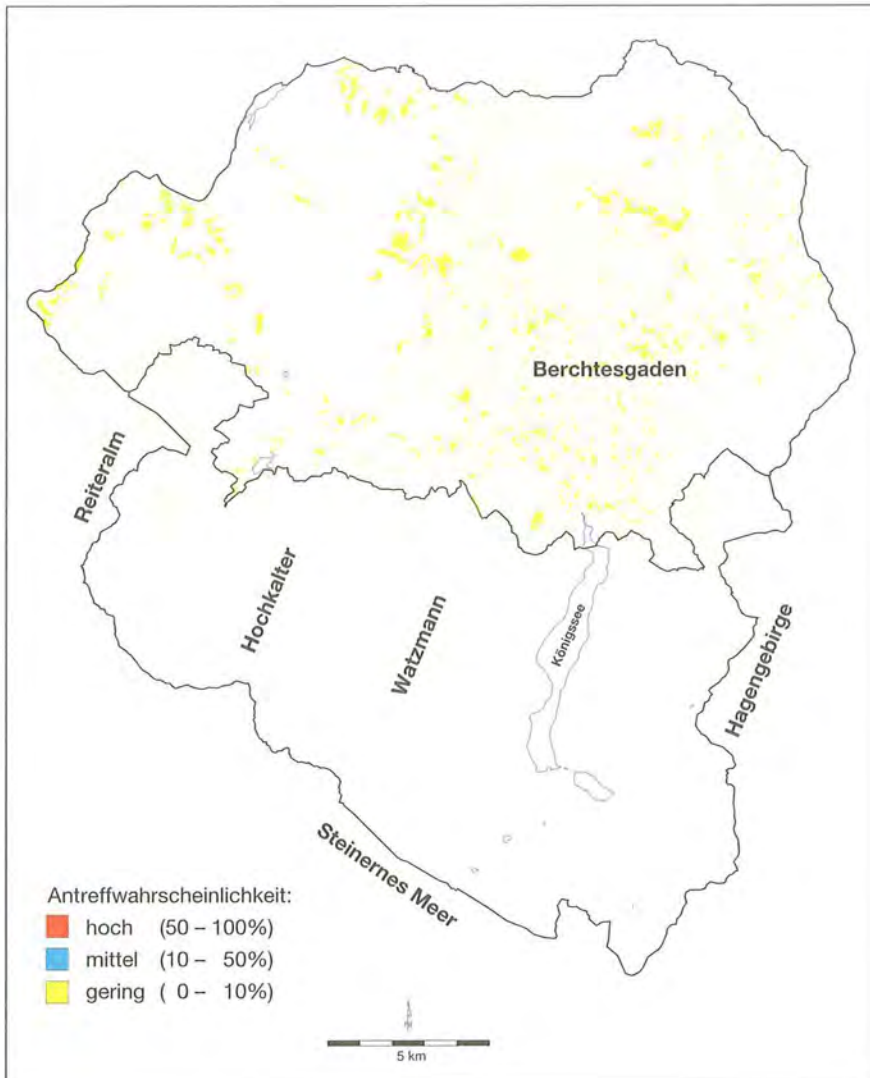 Berchtesgaden
Reiteralm
Hochkalter
Watzmann
Königssee
Hagengebirge
Steinernes Meer
Antreffwahrscheinlichkeit:
hoch (50 – 100%)
mittel (10 – 50%)
gering ( 0 – 10%)
5 km